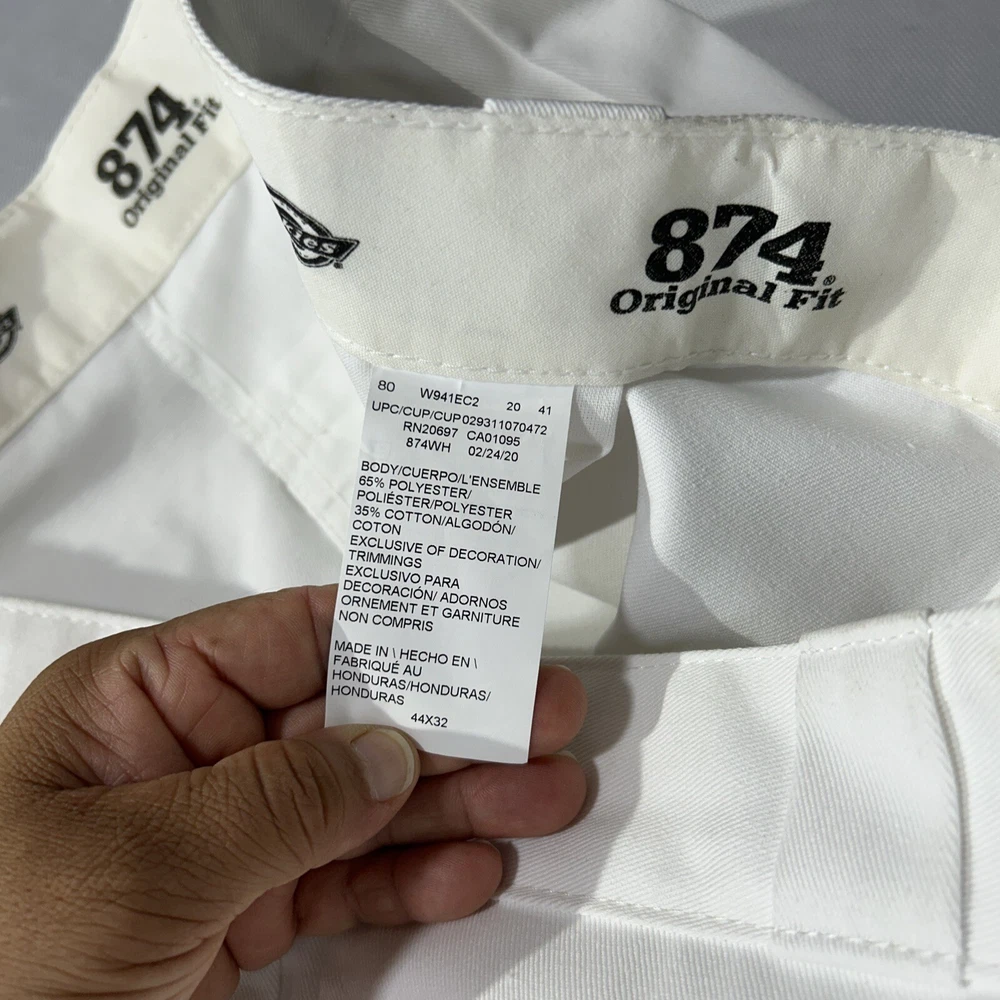 874
Original Fit
874®
Original Fit
80 W941EC2 20 41
UPC/CUP/CUP029311070472
RN20697 CA01095
874WH 02/24/20
BODY/CUERPO/L'ENSEMBLE
65% POLYESTER/
POLIÉSTER/POLYESTER
35% COTTON/ALGODÓN/
COTON
EXCLUSIVE OF DECORATION/
TRIMMINGS
EXCLUSIVO PARA
DECORACIÓN/ ADORNOS
ORNEMENT ET GARNITURE
NON COMPRIS
MADE IN \ HECHO EN \
FABRIQUÉ AU
HONDURAS/HONDURAS/
HONDURAS
44X32